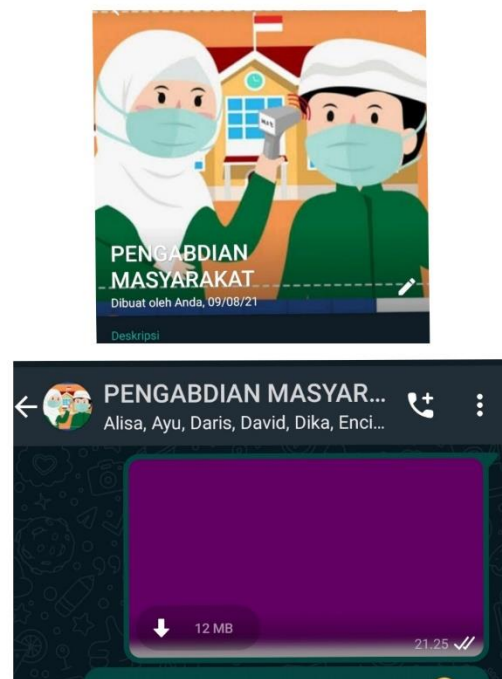 PENGABDIAN
MASYARAKAT
Dibuat oleh Anda, 09/08/21
Deskripsi
PENGABDIAN MASYAR...
Alisa, Ayu, Daris, David, Dika, Enci...
12 MB
21.25